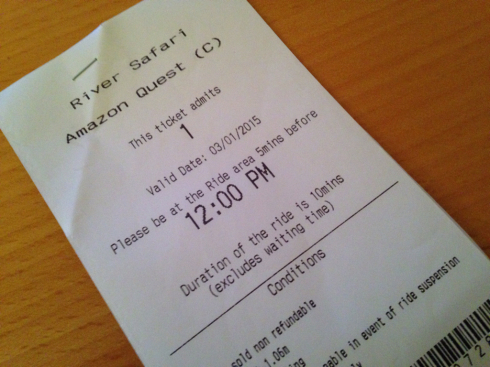 River Safari
Amazon Quest (C)
This ticket admits
1
Valid Date: 03/01/2015
Please be at the Ride area 5mins before
12:00 PM
Duration of the ride is 10mins
(excludes waiting time)
Conditions
sold non refundable
1.06m
in event of ride suspension